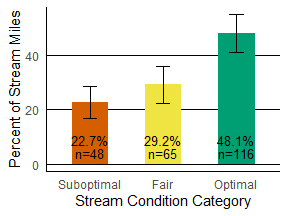 Percent of Stream Miles
40
20
0
22.7% 29.2% 48.1%
n=48 n=65 n=116
Suboptimal Fair Optimal
Stream Condition Category